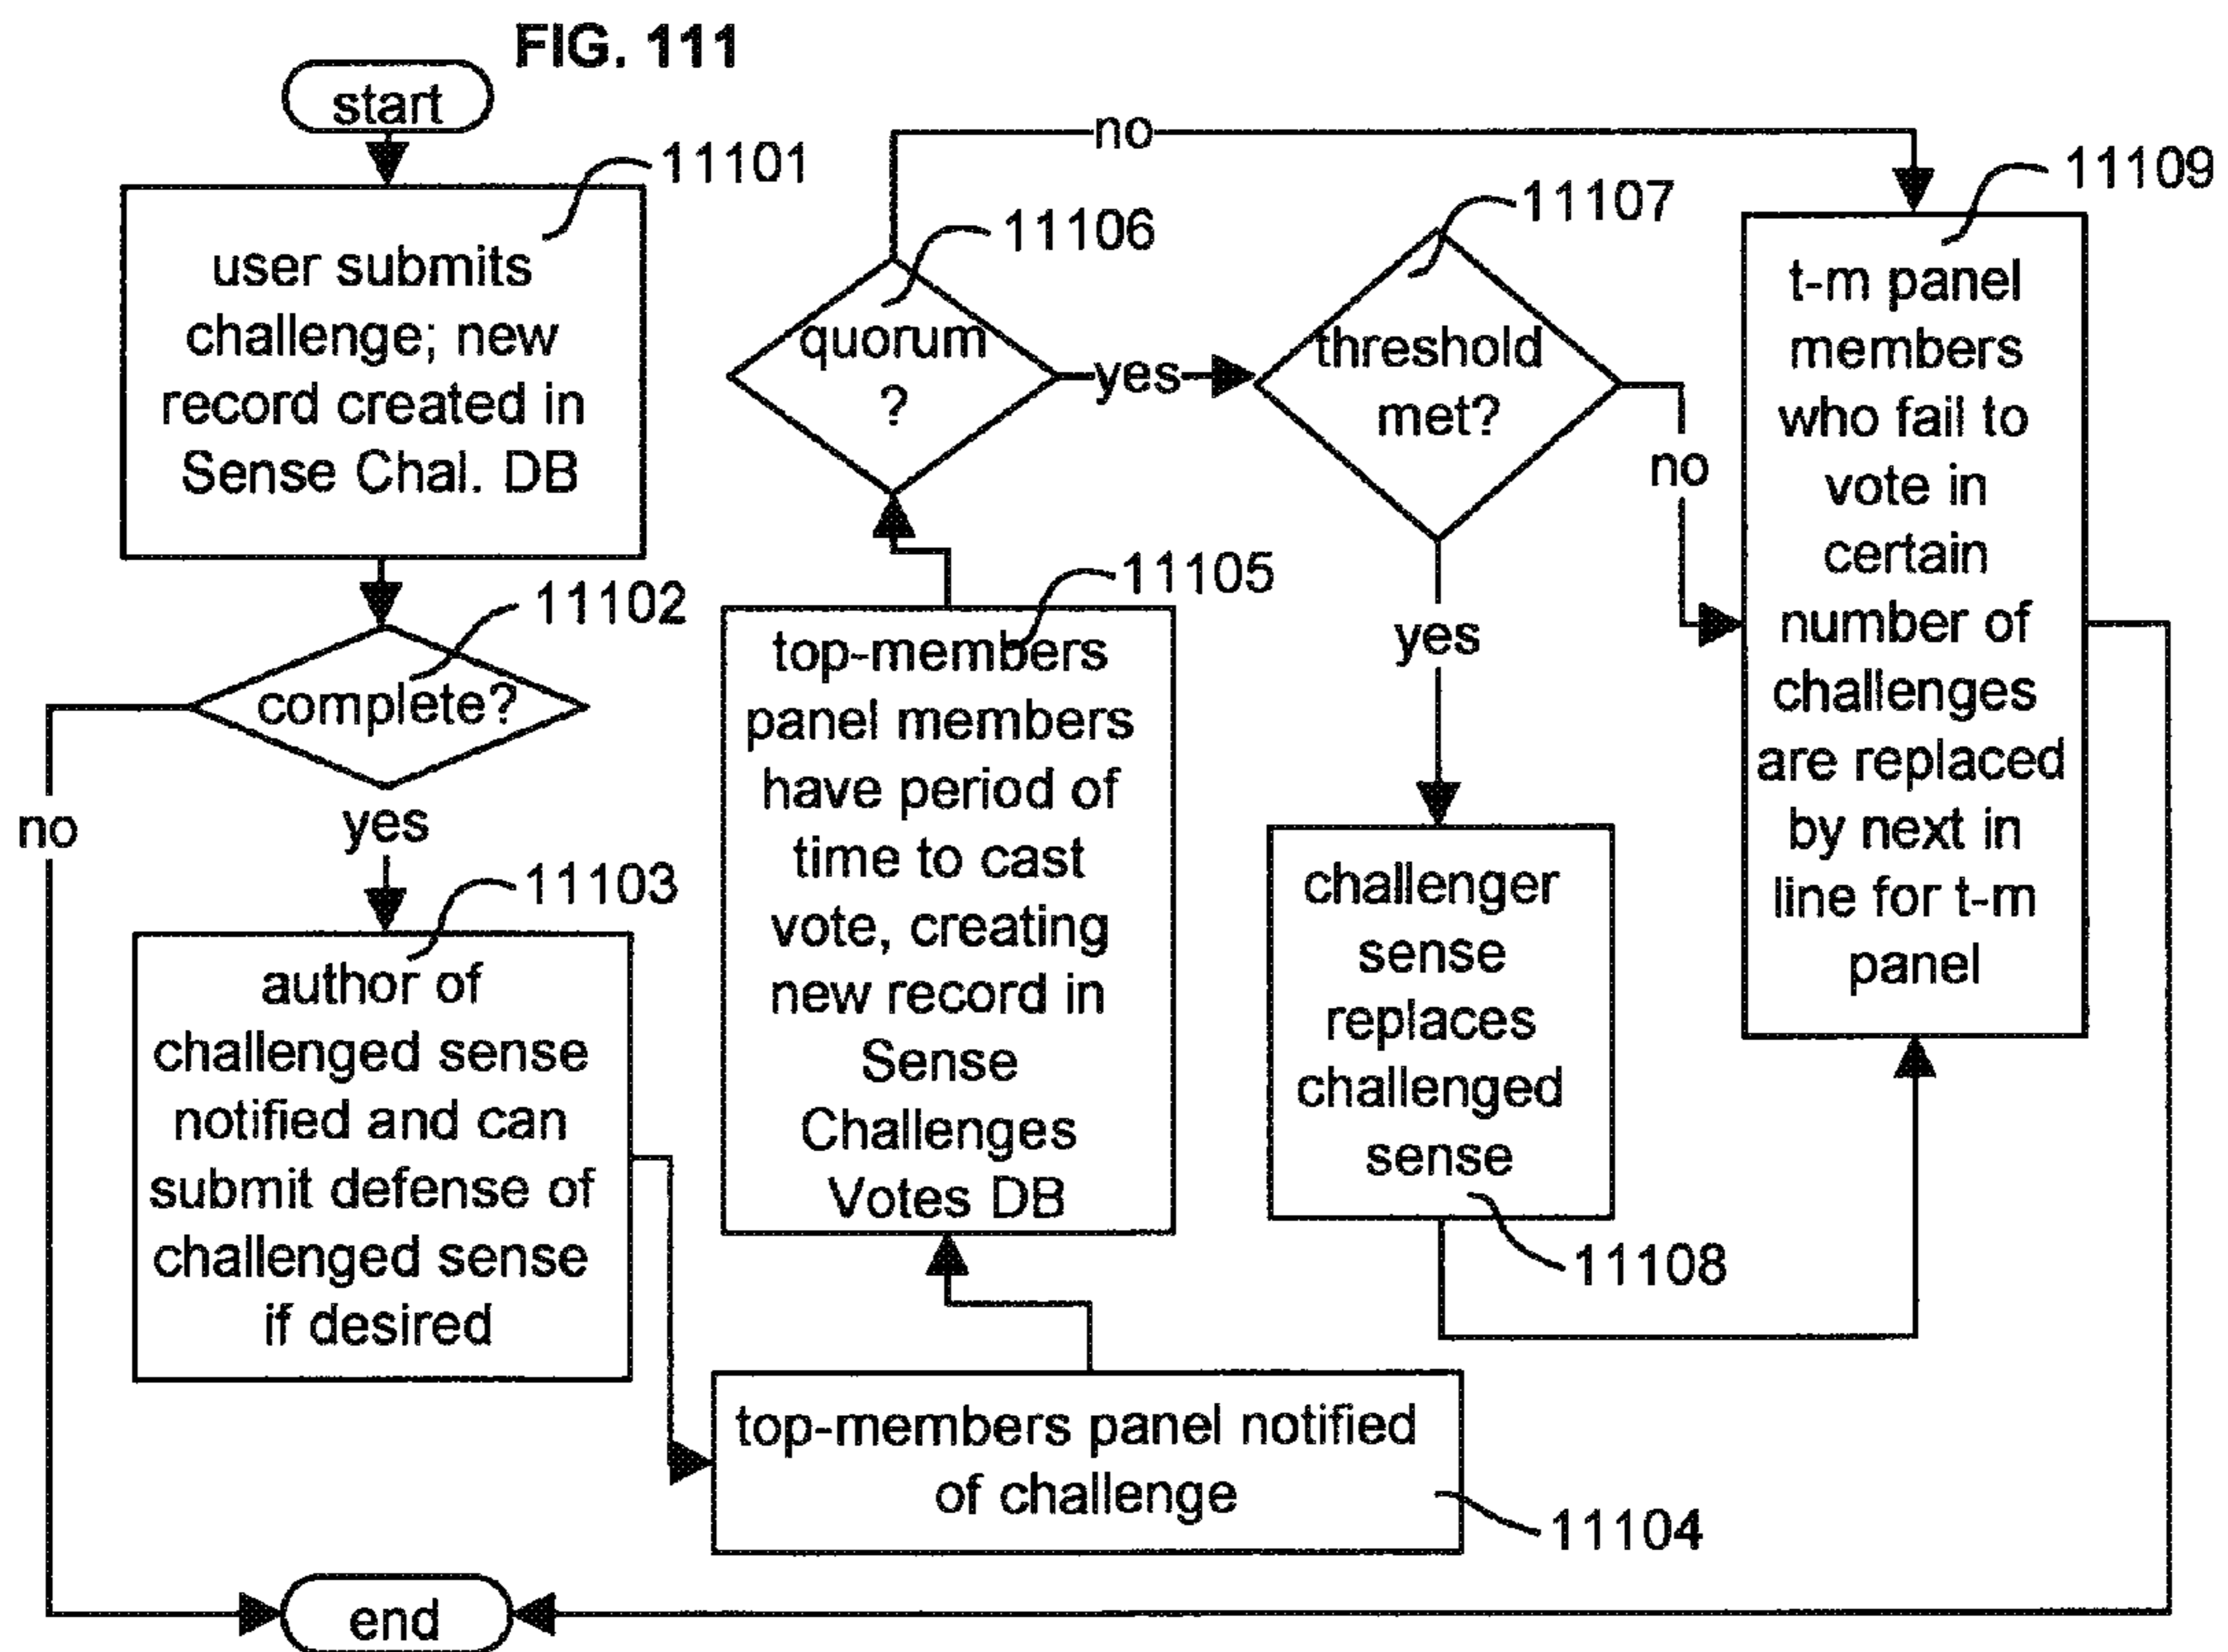 FIG. 111
start
11101
user submits
challenge; new
record created in
Sense Chal. DB
11102
complete?
no
yes
11103
author of
challenged sense
notified and can
submit defense of
challenged sense
if desired
top-members panel notified
of challenge
11104
11105
top-members
panel members
have period of
time to cast
vote, creating
new record in
Sense
Challenges
Votes DB
11106
quorum
?
no
yes
11107
threshold
met?
no
yes
challenger
sense
replaces
challenged
sense
11108
11109
t-m panel
members
who fail to
vote in
certain
number of
challenges
are replaced
by next in
line for t-m
panel
end